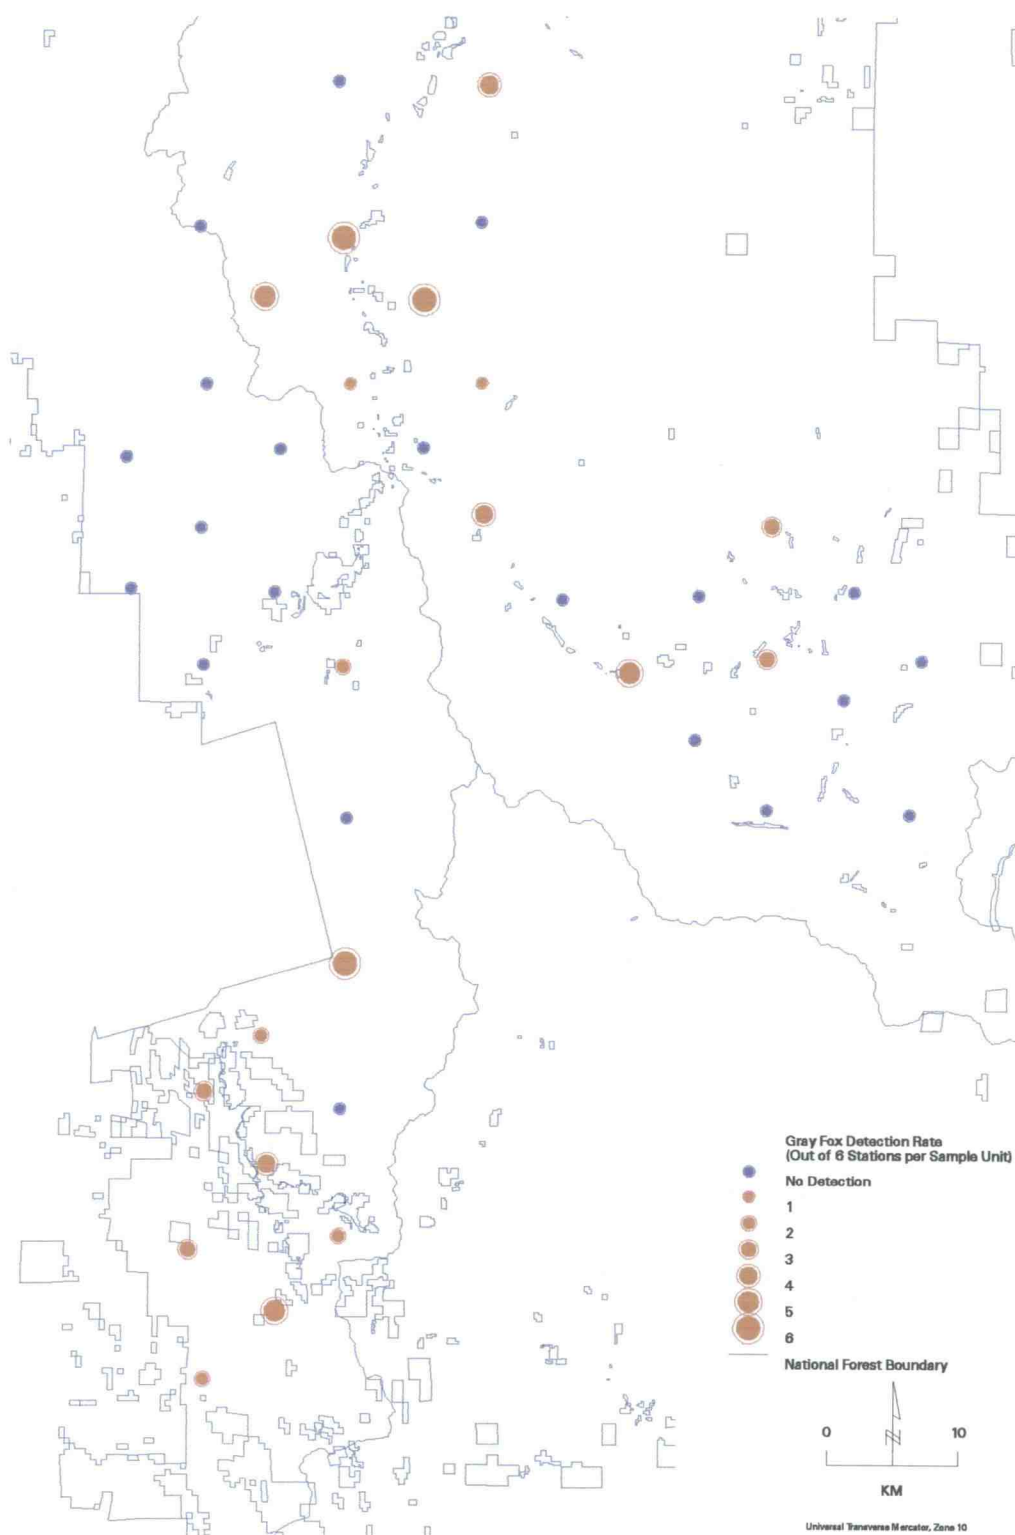 Gray Fox Detection Rate
(Out of 6 Stations per Sample Unit)
No Detection
1
2
3
4
5
6
National Forest Boundary
0 10
KM
Universal Transverse Mercator, Zone 10